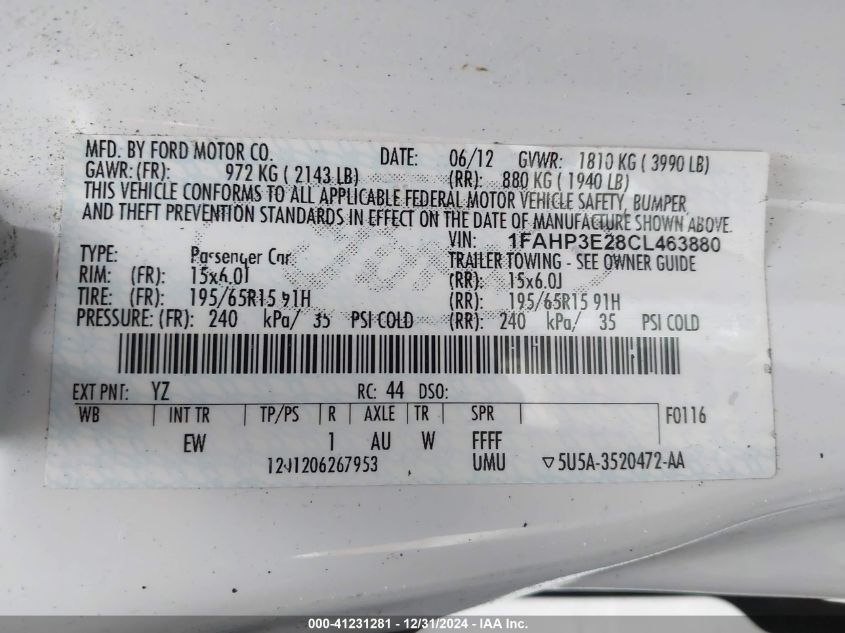 MFD. BY FORD MOTOR CO. DATE: 06/12 GVWR: 1810 KG ( 3990 LB)
GAWR: (FR): 972 KG ( 2143 LB) (RR): 880 KG ( 1940 LB)
THIS VEHICLE CONFORMS TO ALL APPLICABLE FEDERAL MOTOR VEHICLE SAFETY, BUMPER
AND THEFT PREVENTION STANDARDS IN EFFECT ON THE DATE OF MANUFACTURE SHOWN ABOVE.
VIN: 1FAHP3E28CL463880
TYPE: Passenger Car TRAILER TOWING - SEE OWNER GUIDE
RIM: (FR): 15x6.0J (RR): 15x6.0J
TIRE: (FR): 195/65R15 91H (RR): 195/65R15 91H
PRESSURE: (FR): 240 kPa/ 35 PSI COLD (RR): 240 kPa/ 35 PSI COLD
EXT PNT: YZ RC: 44 DSO:
WB INT TR TP/PS R AXLE TR SPR F0116
EW 1 AU W FFFF
12J1206267953 UMU ▽5U5A-3520472-AA
000-41231281 - 12/31/2024 - IAA Inc.